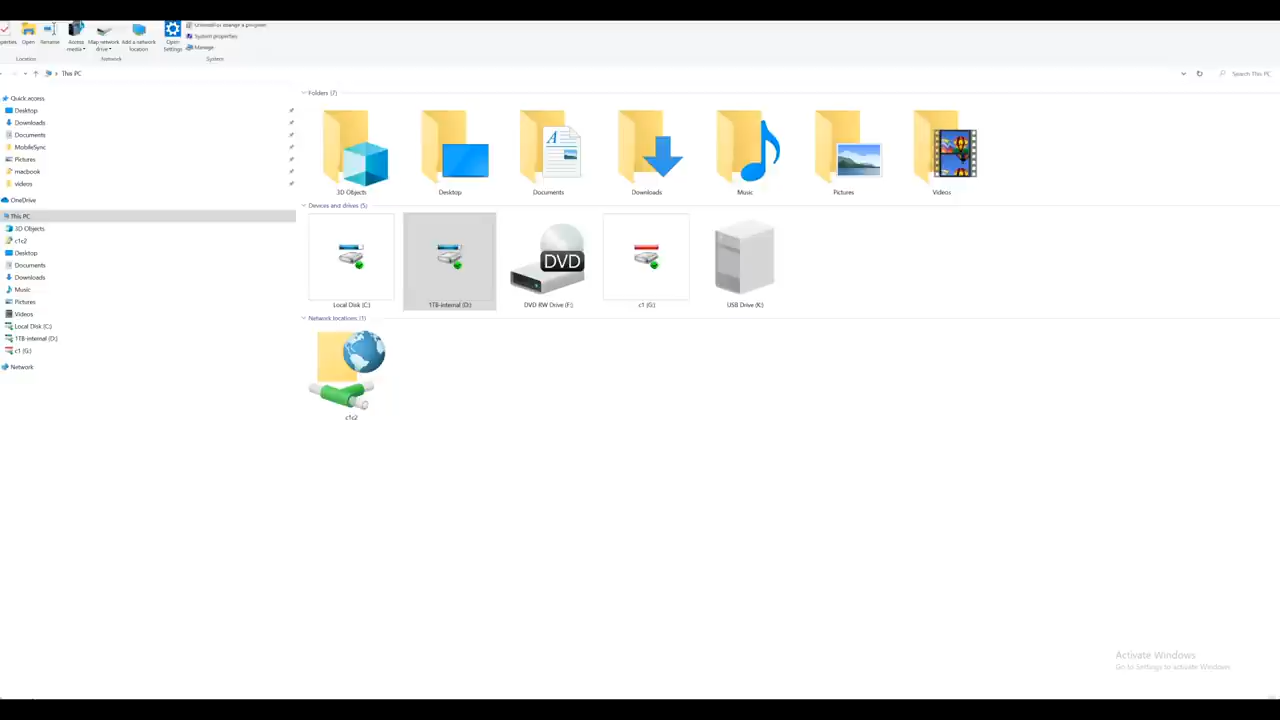 Uninstall or change a program
Open
Rename
Access media
Map network drive
Add a network location
Open Settings
System properties
Manage
Location
Network
System
This PC
Search This PC
Quick access
Desktop
Downloads
Documents
MobileSync
Pictures
macbook
videos
OneDrive
This PC
3D Objects
c1c2
Desktop
Documents
Downloads
Music
Pictures
Videos
Local Disk (C:)
1TB-internal (D:)
c1 (G:)
Network
Folders (7)
3D Objects
Desktop
Documents
Downloads
Music
Pictures
Videos
Devices and drives (5)
DVD
Local Disk (C:)
1TB-internal (D:)
DVD RW Drive (F:)
c1 (G:)
USB Drive (K:)
Network locations (1)
c1c2
Activate Windows
Go to Settings to activate Windows.